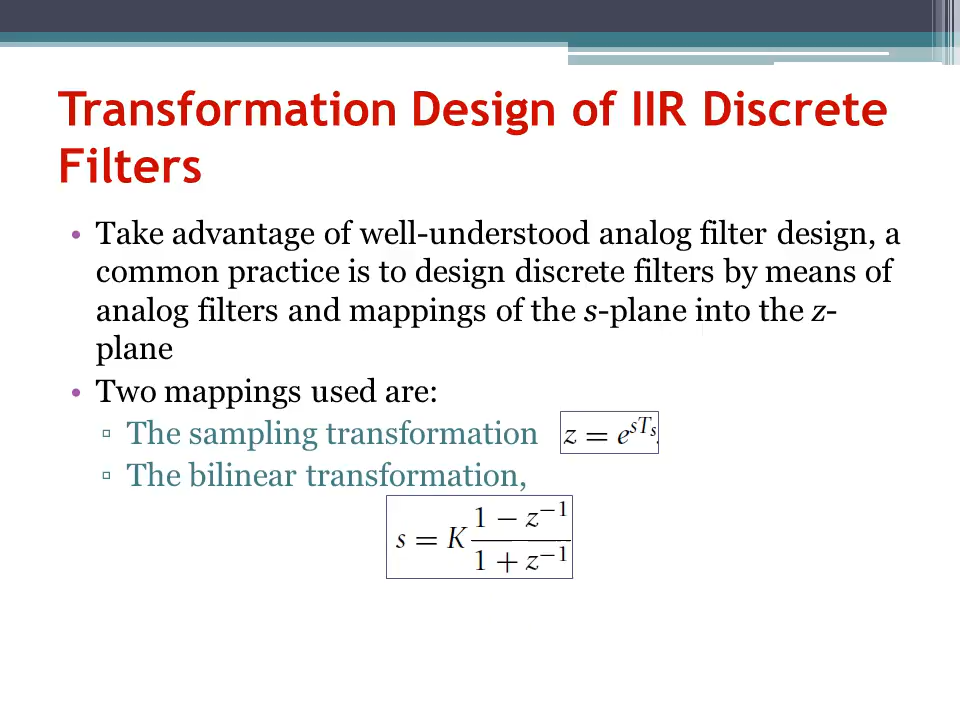 Transformation Design of IIR Discrete
Filters
• Take advantage of well-understood analog filter design, a
common practice is to design discrete filters by means of
analog filters and mappings of the s-plane into the z-
plane
• Two mappings used are:
▫ The sampling transformation z = e^{sT_s}.
▫ The bilinear transformation,
s = K \frac{1 - z^{-1}}{1 + z^{-1}}